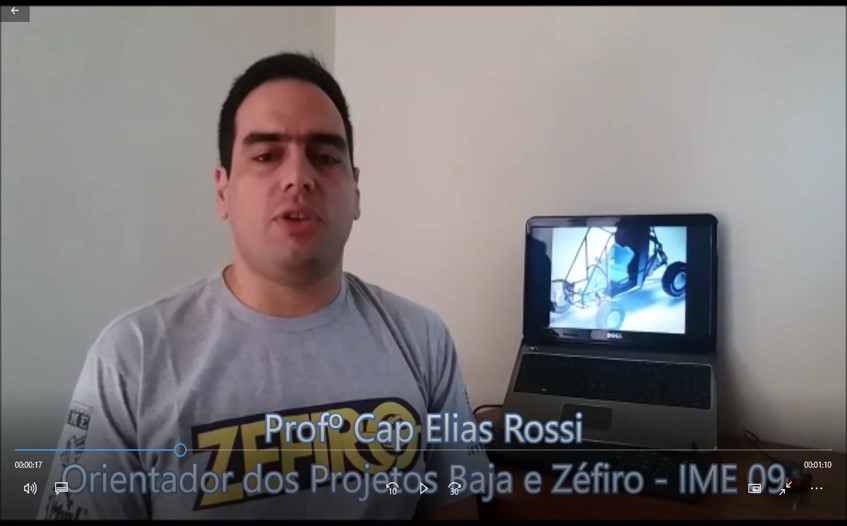 DELL
IME
ZEFIRO
Profº Cap Elias Rossi
00:00:17
00:01:10
Orientador dos Projetos Baja e Zéfiro - IME 09
10
30